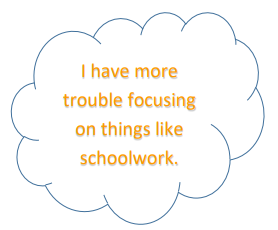 I have more
trouble focusing
on things like
schoolwork.